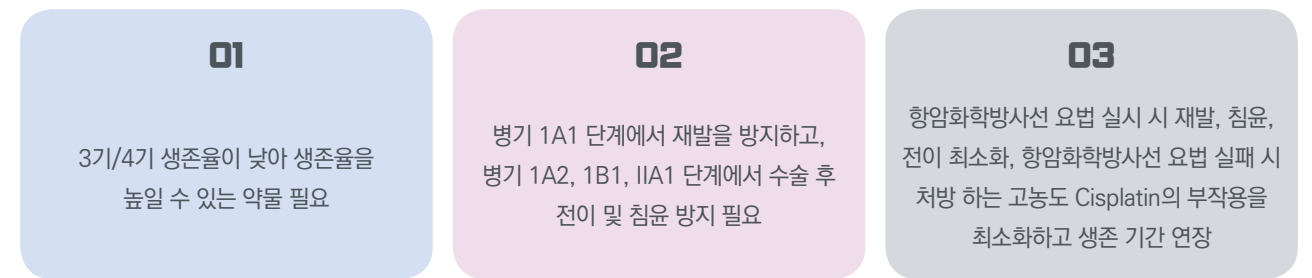 01
3기/4기 생존율이 낮아 생존율을
높일 수 있는 약물 필요
02
병기 1A1 단계에서 재발을 방지하고,
병기 1A2, 1B1, IIA1 단계에서 수술 후
전이 및 침윤 방지 필요
03
항암화학방사선 요법 실시 시 재발, 침윤,
전이 최소화, 항암화학방사선 요법 실패 시
처방 하는 고농도 Cisplatin의 부작용을
최소화하고 생존 기간 연장